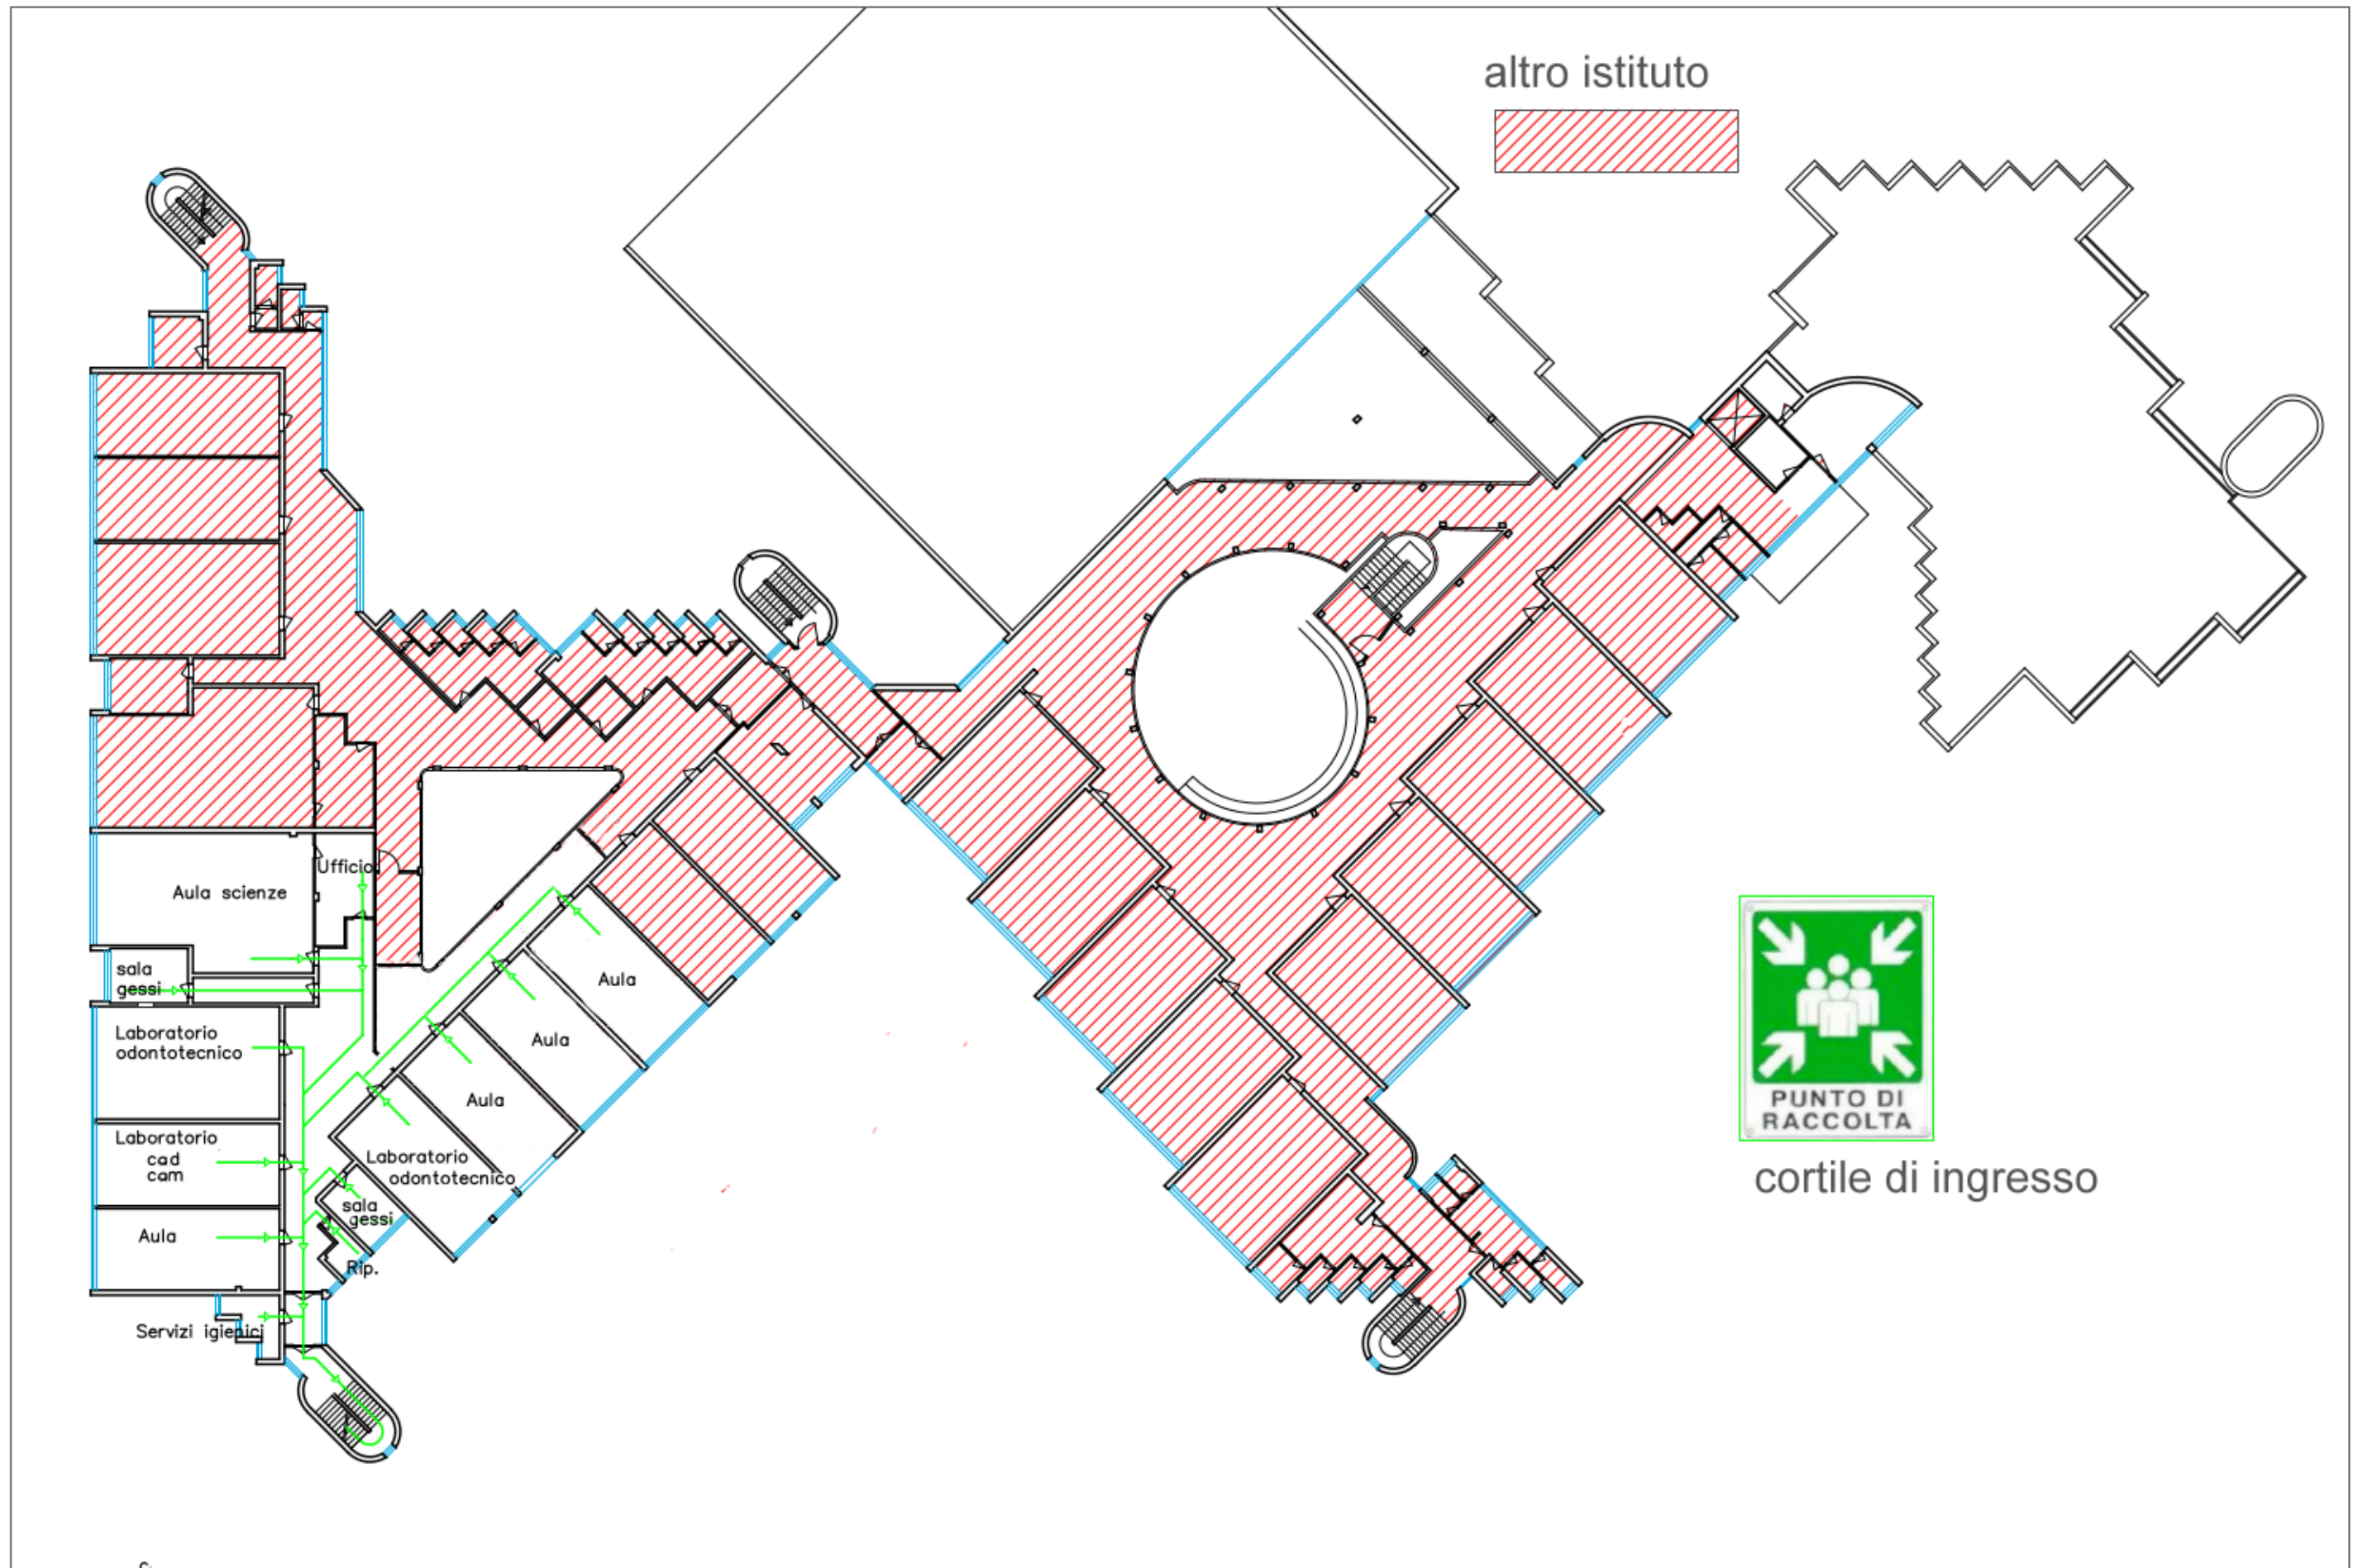 altro istituto
Ufficio
Aula scienze
sala
gessi
Aula
Laboratorio
odontotecnico
Aula
Aula
Laboratorio
cad
cam
Laboratorio
odontotecnico
sala
gessi
Aula
Rip.
Servizi igienici
PUNTO DI
RACCOLTA
cortile di ingresso